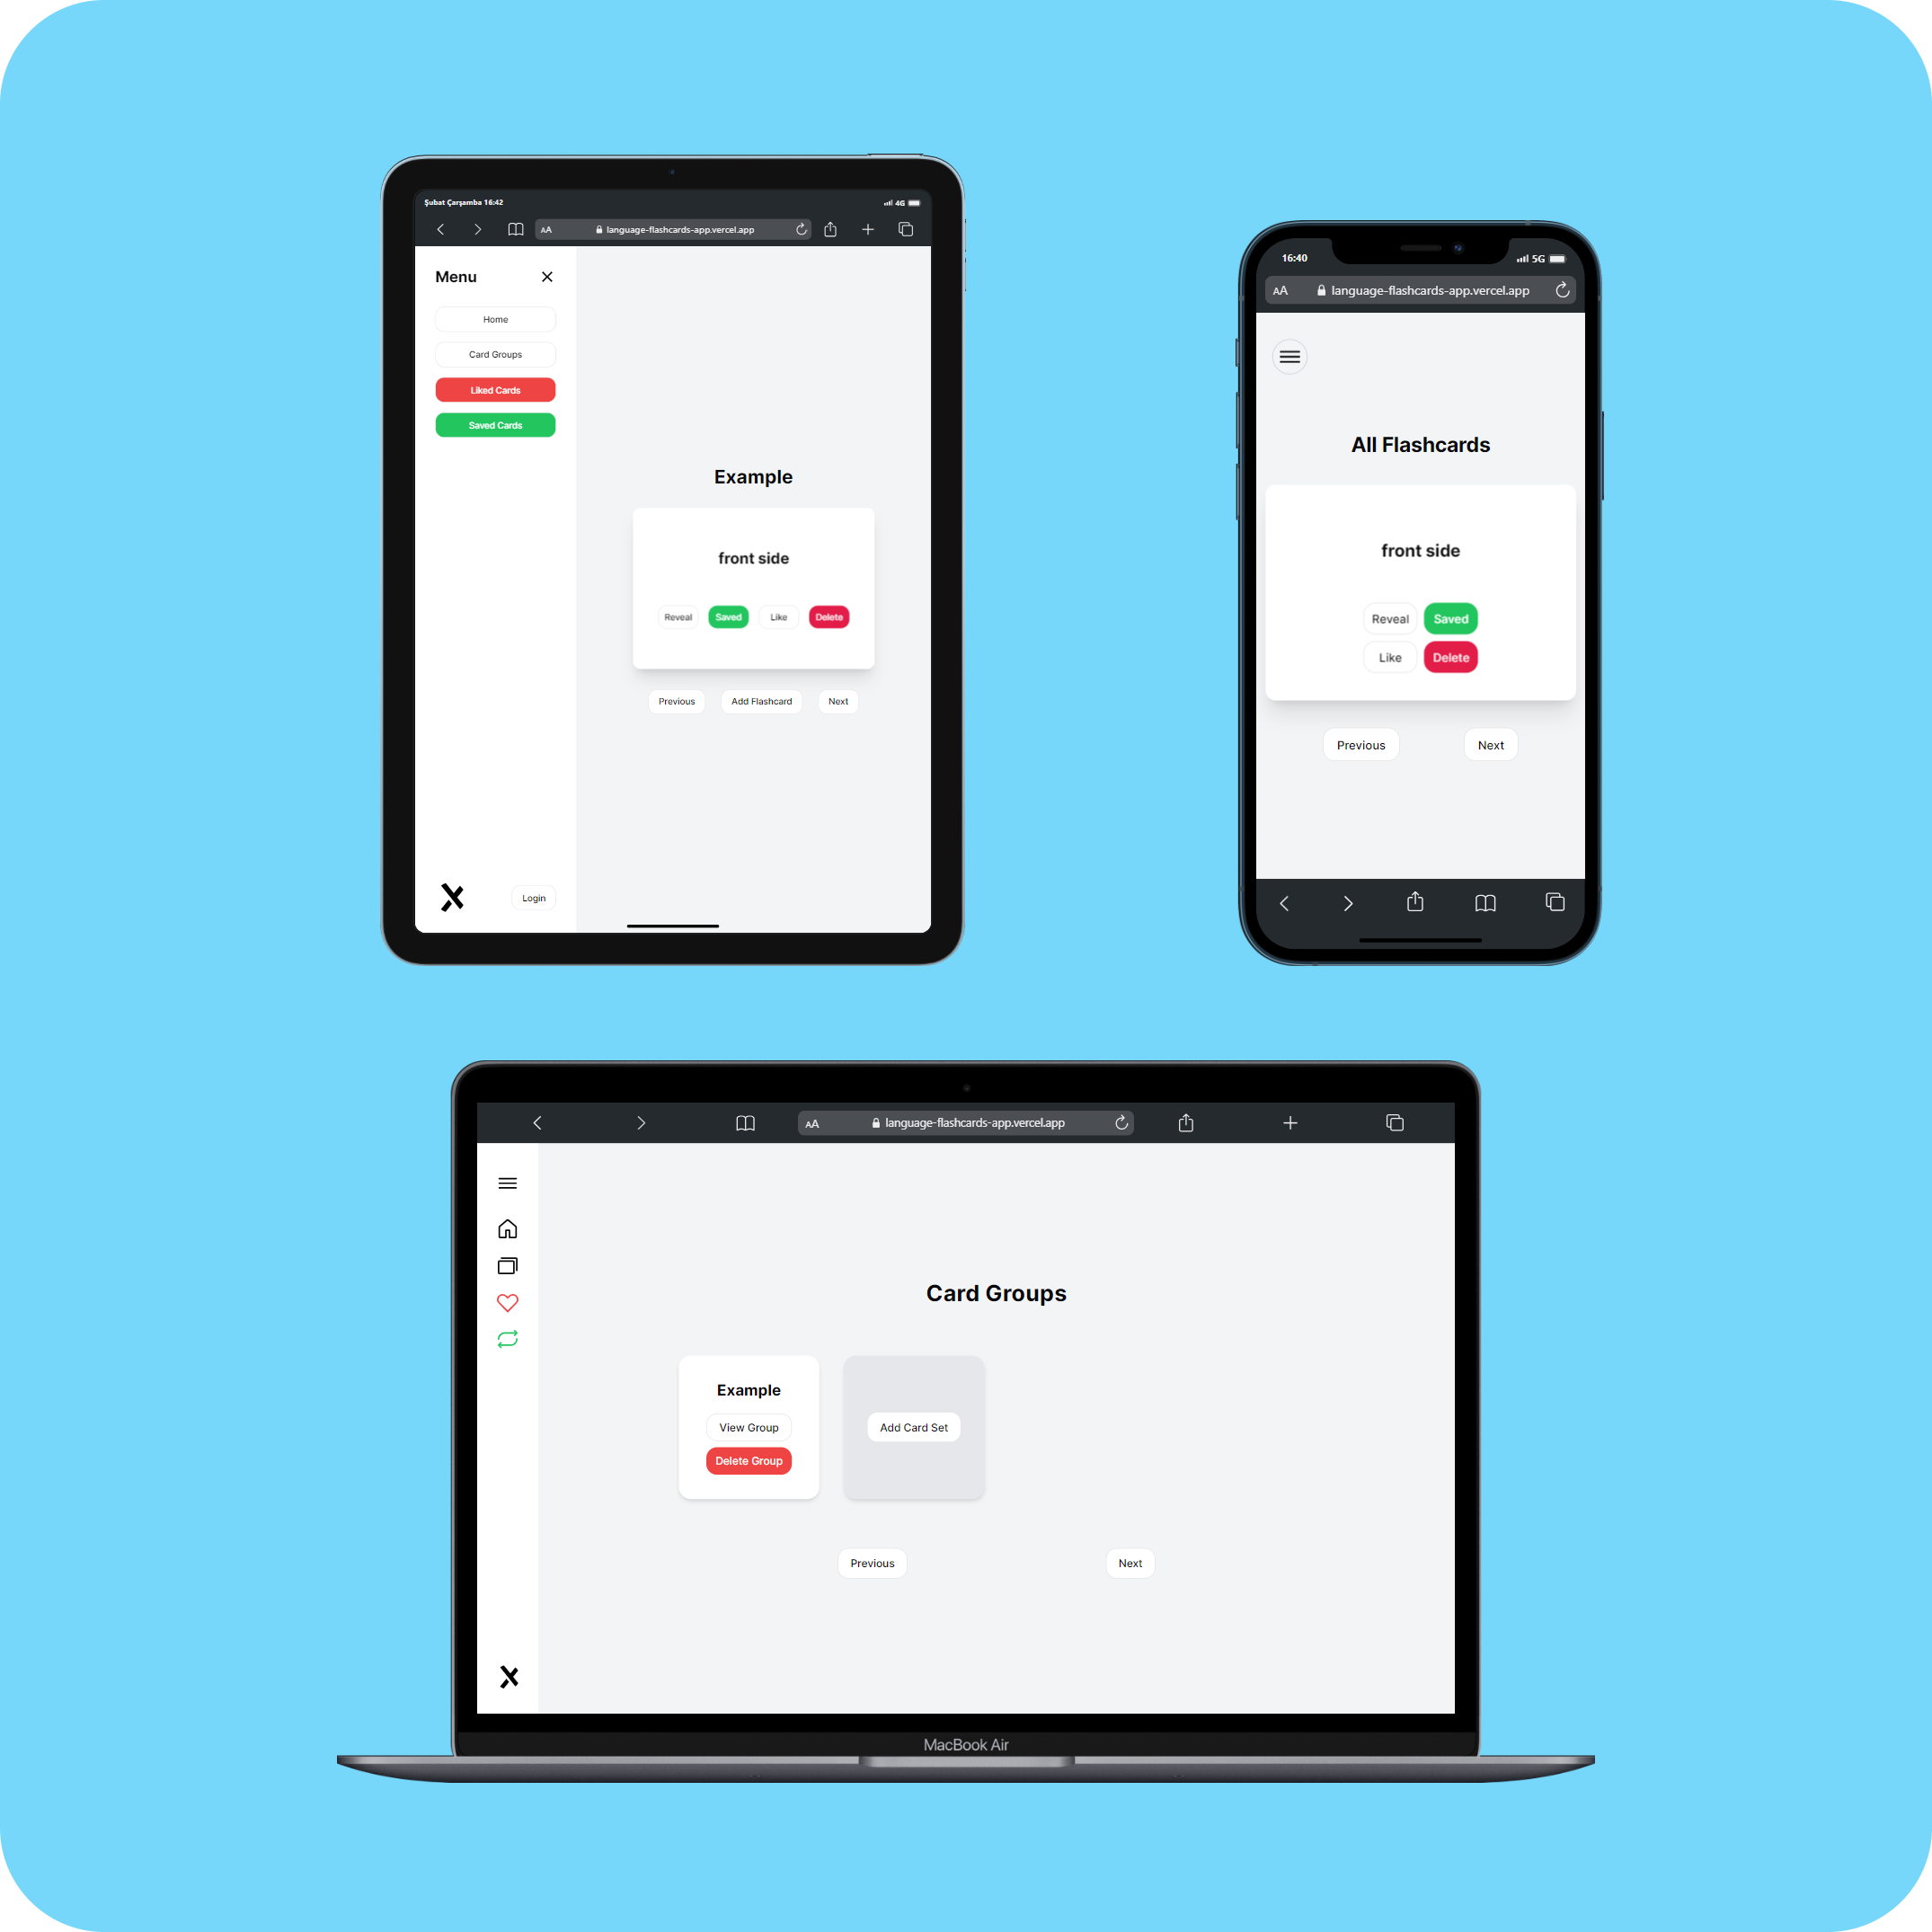 Şubat Çarşamba 16:42
4G
AA language-flashcards-app.vercel.app
Menu
Home
Card Groups
Liked Cards
Saved Cards
Login
Example
front side
Reveal Saved Like Delete
Previous Add Flashcard Next
16:40 5G
AA language-flashcards-app.vercel.app
All Flashcards
front side
Reveal Saved
Like Delete
Previous Next
AA language-flashcards-app.vercel.app
Card Groups
Example
View Group
Delete Group
Add Card Set
Previous Next
MacBook Air